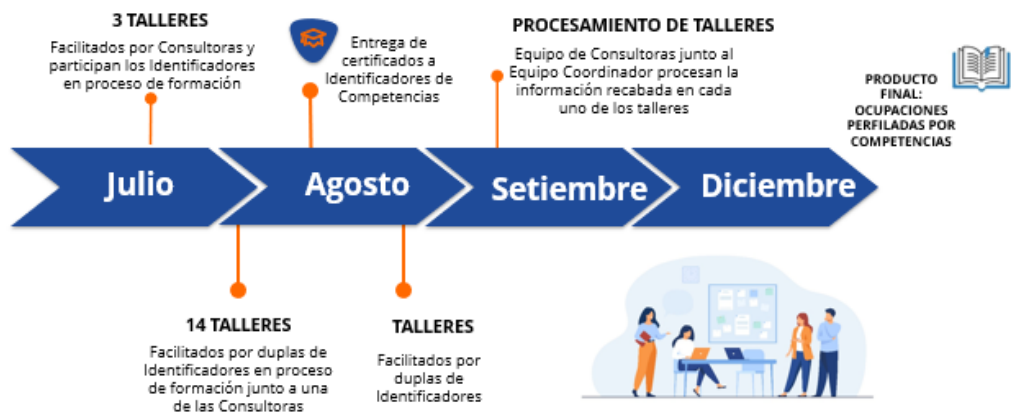 3 TALLERES
Facilitados por Consultoras y
participan los Identificadores
en proceso de formación
Entrega de
certificados a
Identificadores de
Competencias
PROCESAMIENTO DE TALLERES
Equipo de Consultoras junto al
Equipo Coordinador procesan la
información recabada en cada
uno de los talleres
PRODUCTO
FINAL:
OCUPACIONES
PERFILADAS POR
COMPETENCIAS
Julio
Agosto
Setiembre
Diciembre
14 TALLERES
Facilitados por duplas de
Identificadores en proceso
de formación junto a una
de las Consultoras
TALLERES
Facilitados por
duplas de
Identificadores